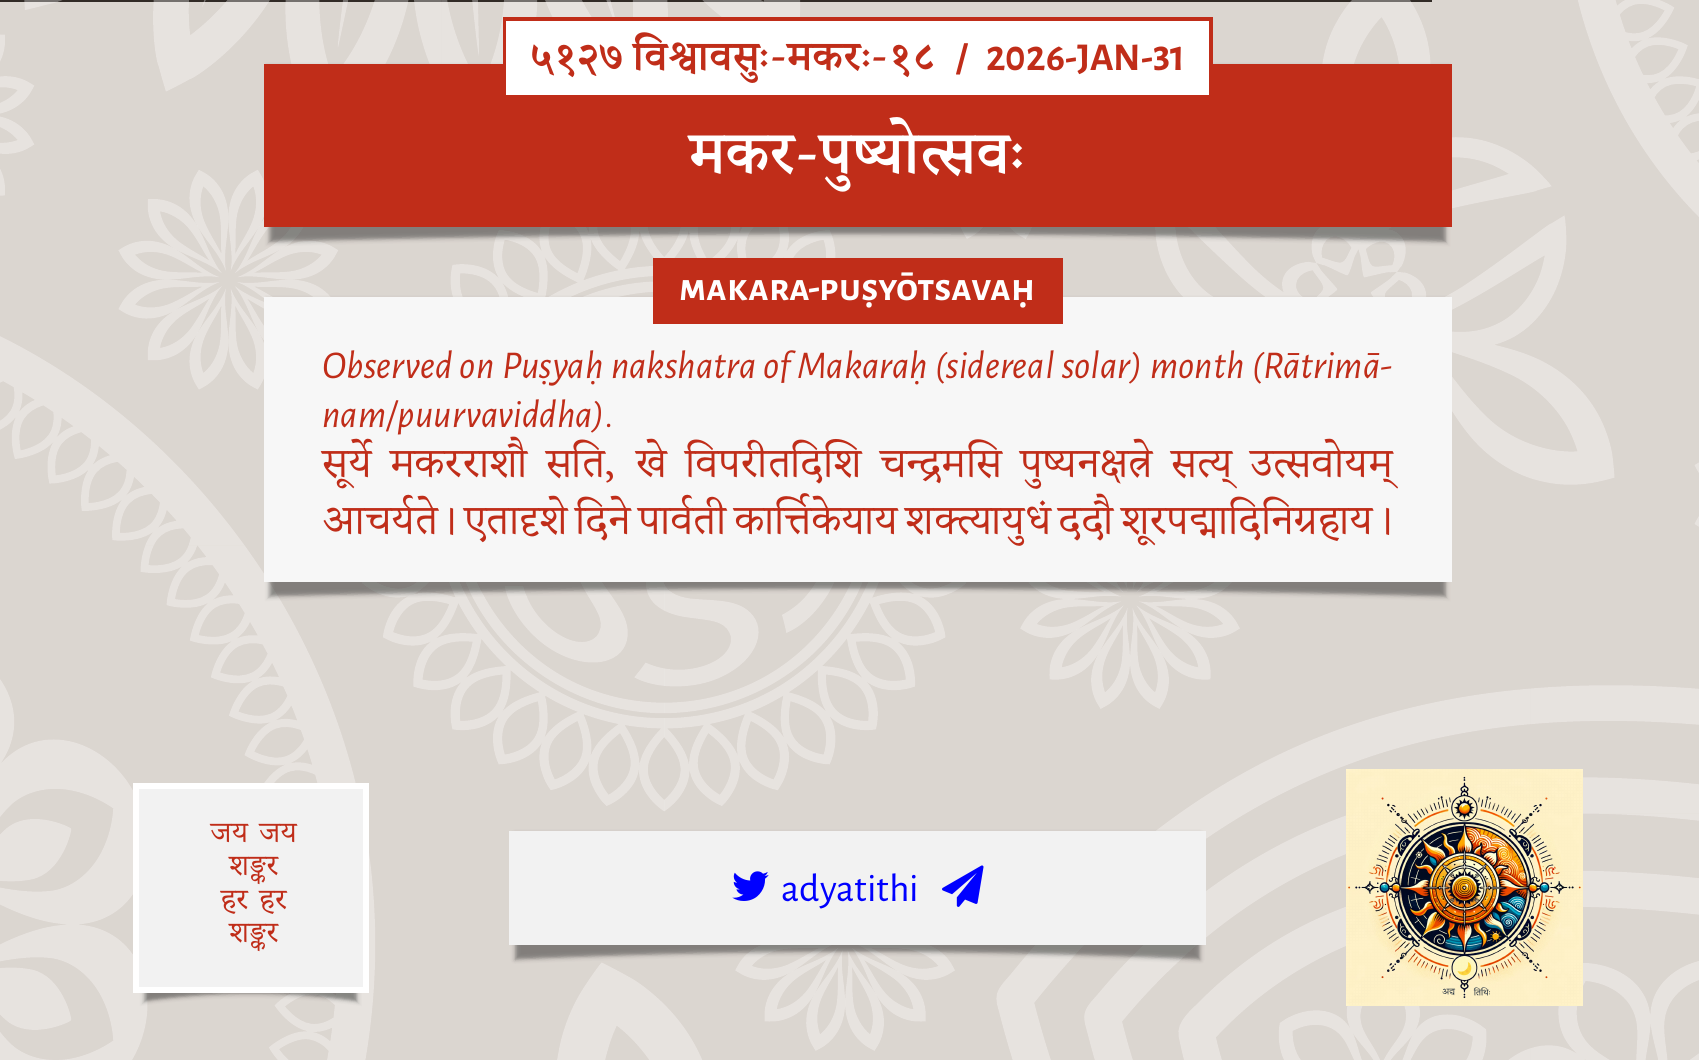 ५१२७ विश्वावसुः-मकरः-१८ / 2026-JAN-31
मकर-पुष्योत्सवः
MAKARA-PUṢYŌTSAVAḤ
Observed on Puṣyaḥ nakshatra of Makaraḥ (sidereal solar) month (Rātrimā-
nam/puurvaviddha).
सूर्ये मकरराशौ सति, खे विपरीतदिशि चन्द्रमसि पुष्यनक्षत्रे सत्य् उत्सवोयम्
आचर्यते। एतादृशे दिने पार्वती कार्त्तिकेयाय शक्त्यायुधं ददौ शूरपद्मादिनिग्रहाय।
जय जय
शङ्कर
हर हर
शङ्कर
adyatithi
अद्य तिथिः